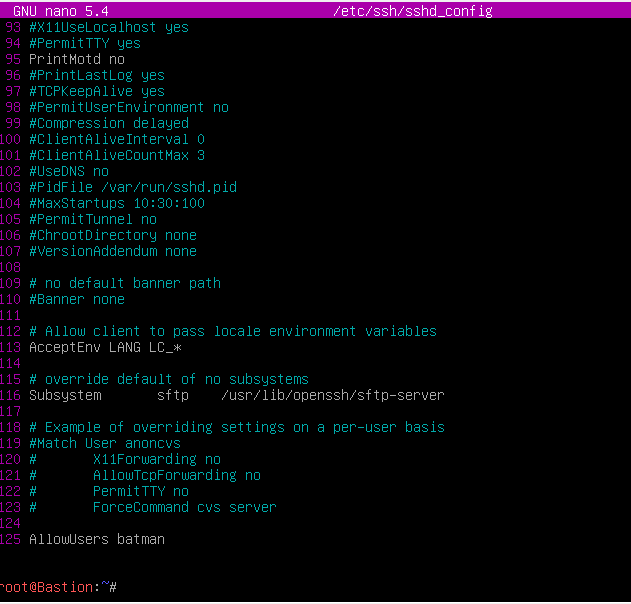 GNU nano 5.4 /etc/ssh/sshd_config
93 #X11UseLocalhost yes
94 #PermitTTY yes
95 PrintMotd no
96 #PrintLastLog yes
97 #TCPKeepAlive yes
98 #PermitUserEnvironment no
99 #Compression delayed
100 #ClientAliveInterval 0
101 #ClientAliveCountMax 3
102 #UseDNS no
103 #PidFile /var/run/sshd.pid
104 #MaxStartups 10:30:100
105 #PermitTunnel no
106 #ChrootDirectory none
107 #VersionAddendum none
108
109 # no default banner path
110 #Banner none
111
112 # Allow client to pass locale environment variables
113 AcceptEnv LANG LC_*
114
115 # override default of no subsystems
116 Subsystem       sftp    /usr/lib/openssh/sftp-server
117
118 # Example of overriding settings on a per-user basis
119 #Match User anoncvs
120 #       X11Forwarding no
121 #       AllowTcpForwarding no
122 #       PermitTTY no
123 #       ForceCommand cvs server
124
125 AllowUsers batman
root@Bastion:~#